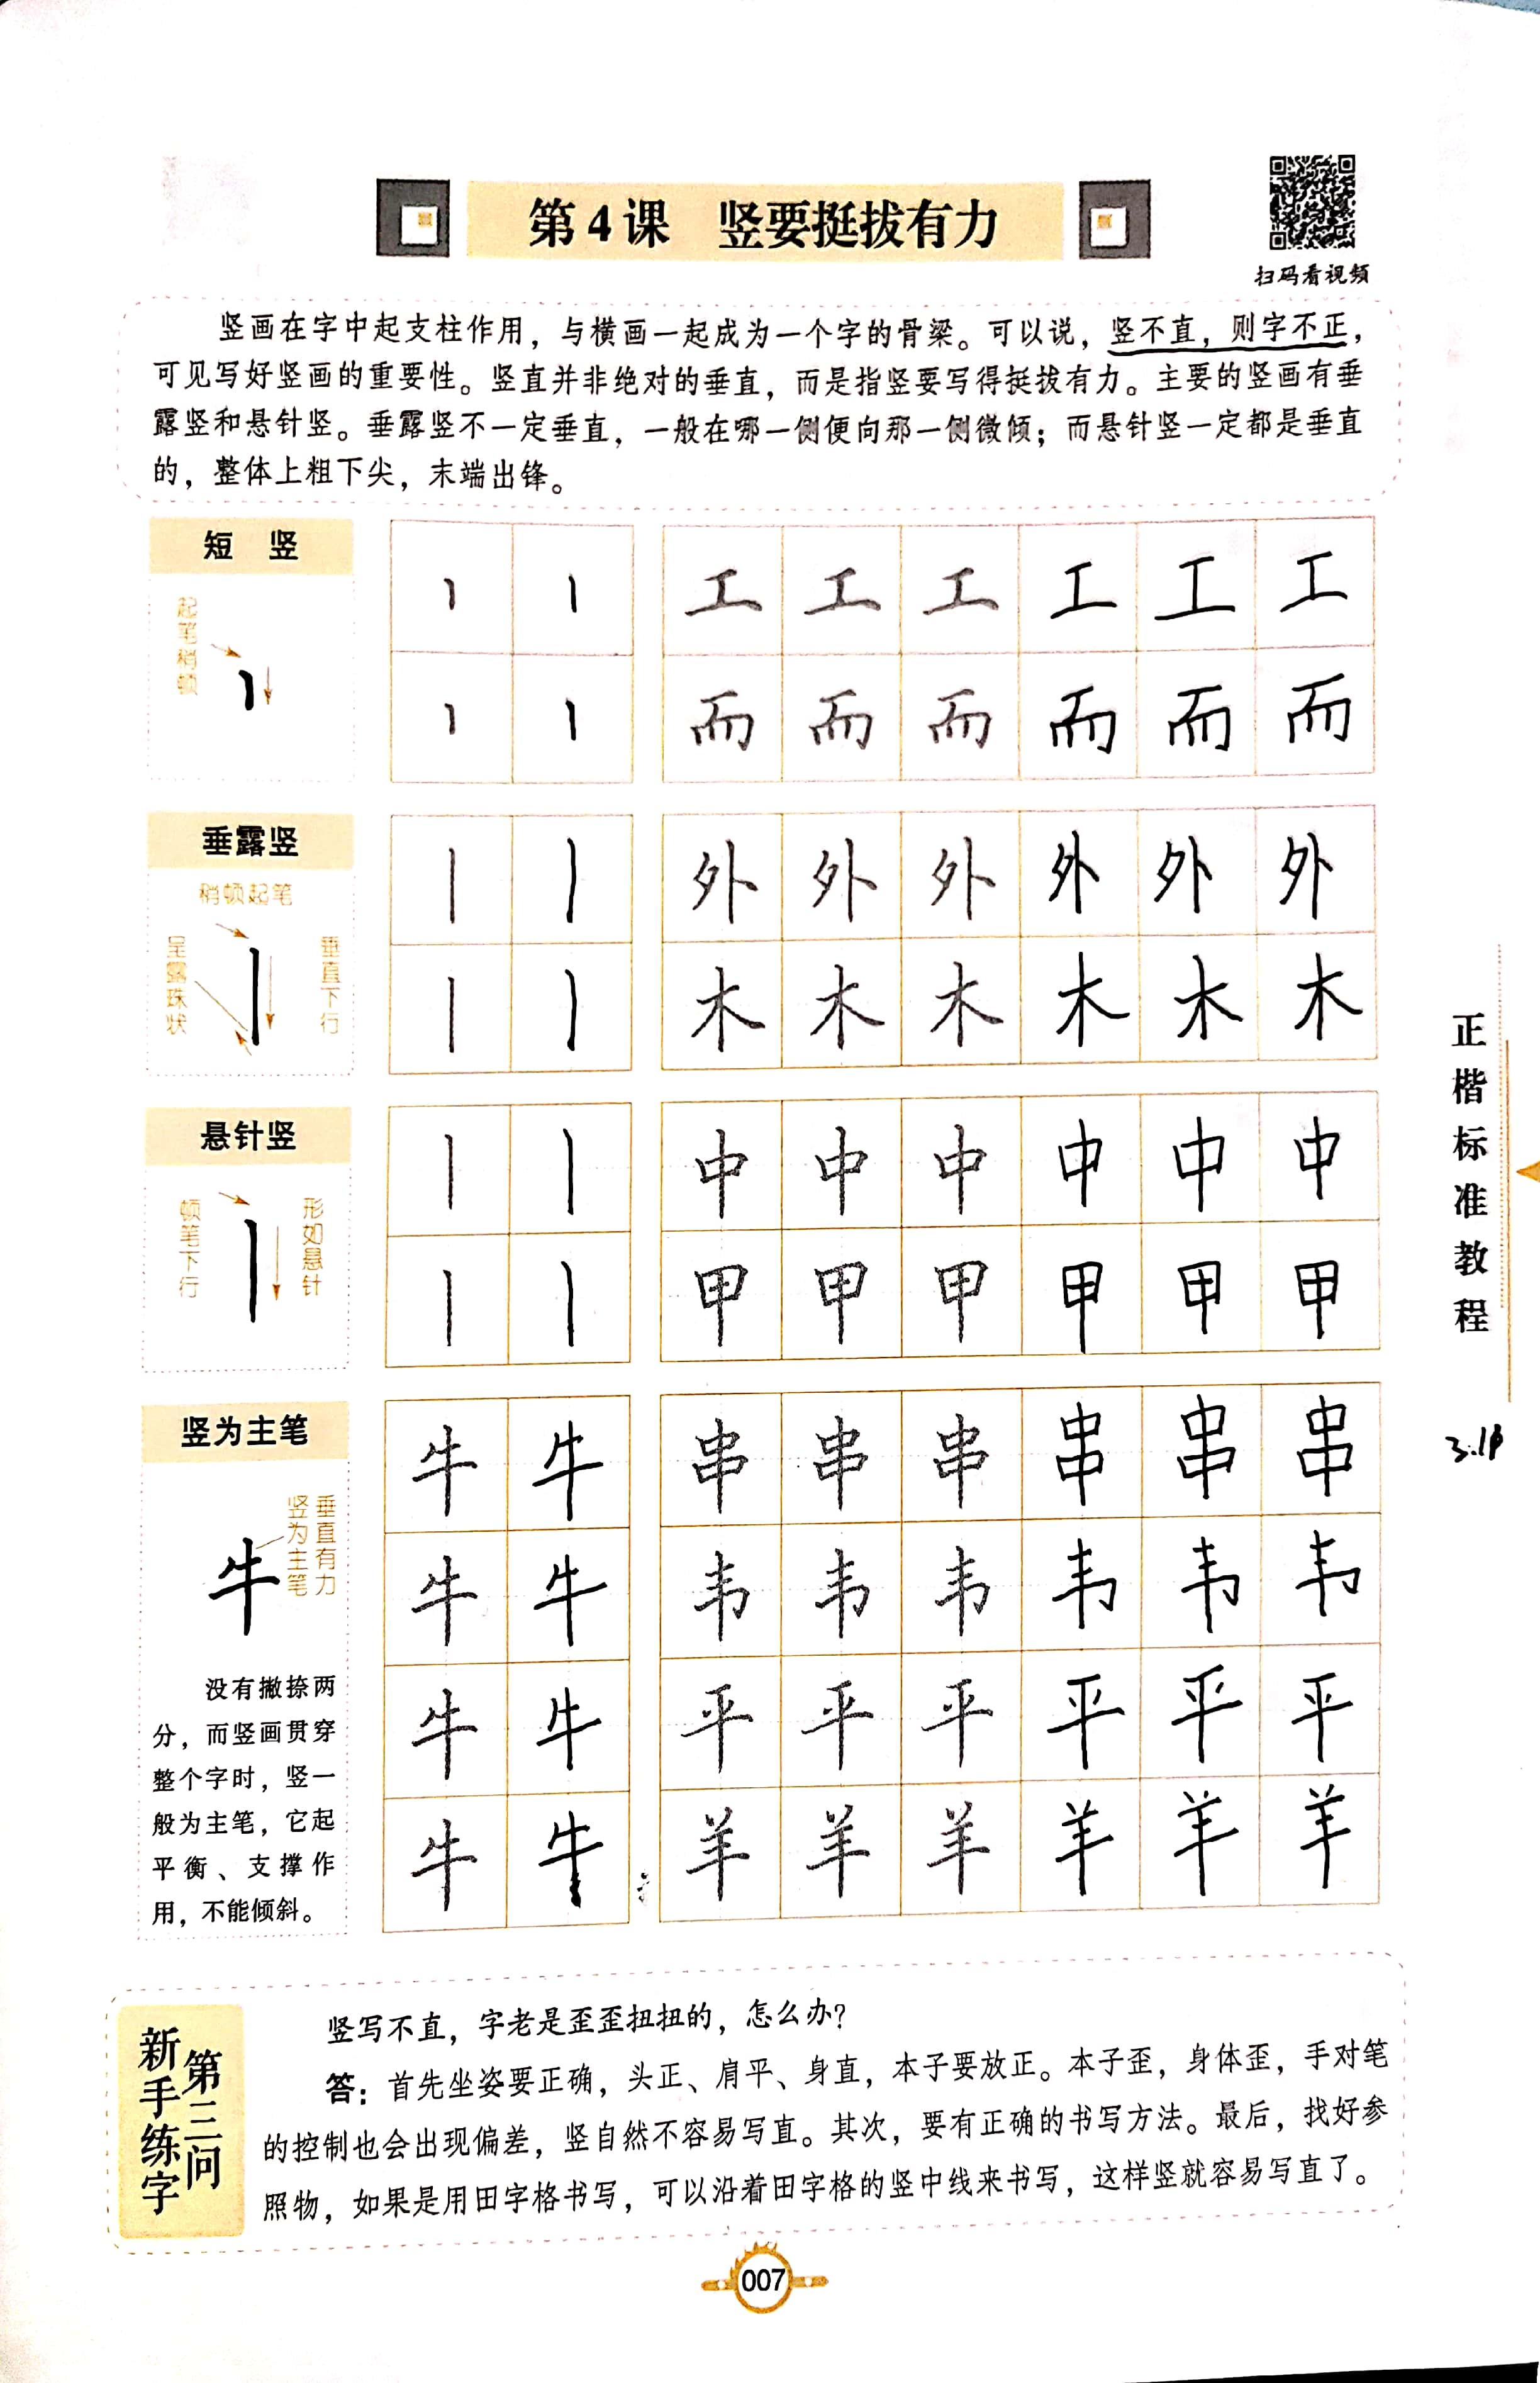 第4课 竖要挺拔有力
扫码看视频
竖画在字中起支柱作用，与横画一起成为一个字的骨梁。可以说，竖不直，则字不正，
可见写好竖画的重要性。竖直并非绝对的垂直，而是指竖要写得挺拔有力。主要的竖画有垂
露竖和悬针竖。垂露竖不一定垂直，一般在哪一侧便向那一侧微倾；而悬针竖一定都是垂直
的，整体上粗下尖，末端出锋。
短 竖
起笔稍顿
工 工 工 工 工 工
而 而 而 而 而 而
垂露竖
稍顿起笔
呈露珠状
垂直下行
外 外 外 外 外 外
木 木 木 木 木 木
悬针竖
顿笔下行
形如悬针
中 中 中 中 中 中
甲 甲 甲 甲 甲 甲
竖为主笔
垂直有力
竖为主笔
牛
没有撇捺两
分，而竖画贯穿
整个字时，竖一
般为主笔，它起
平衡、支撑作
用，不能倾斜。
牛 牛 串 串 串 串 串 串
牛 牛 韦 韦 韦 韦 韦 韦
牛 牛 平 平 平 平 平 平
牛 牛 羊 羊 羊 羊 羊 羊
正楷标准教程
新手练字
第三问
竖写不直，字老是歪歪扭扭的，怎么办？
答：首先坐姿要正确，头正、肩平、身直，本子要放正。本子歪，身体歪，手对笔
的控制也会出现偏差，竖自然不容易写直。其次，要有正确的书写方法。最后，找好参
照物，如果是用田字格书写，可以沿着田字格的竖中线来书写，这样竖就容易写直了。
007